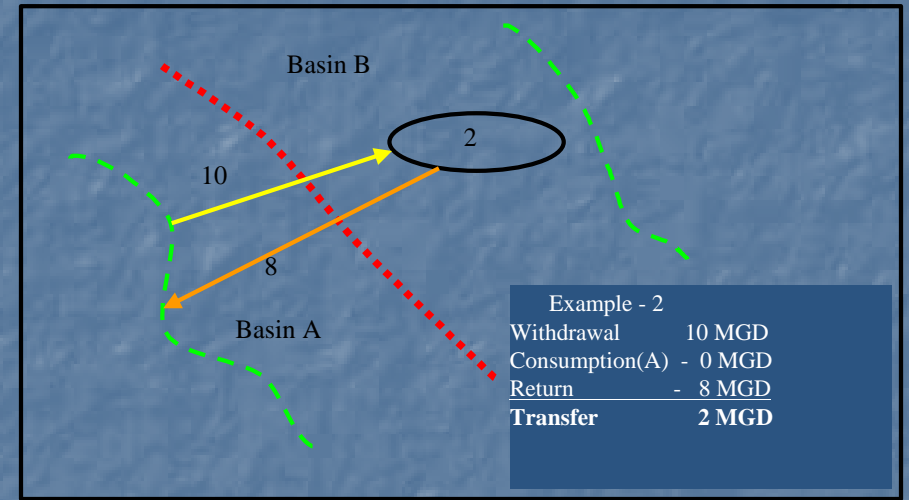 Basin B
2
10
8
Basin A
Example - 2
Withdrawal 10 MGD
Consumption(A) - 0 MGD
Return - 8 MGD
Transfer 2 MGD